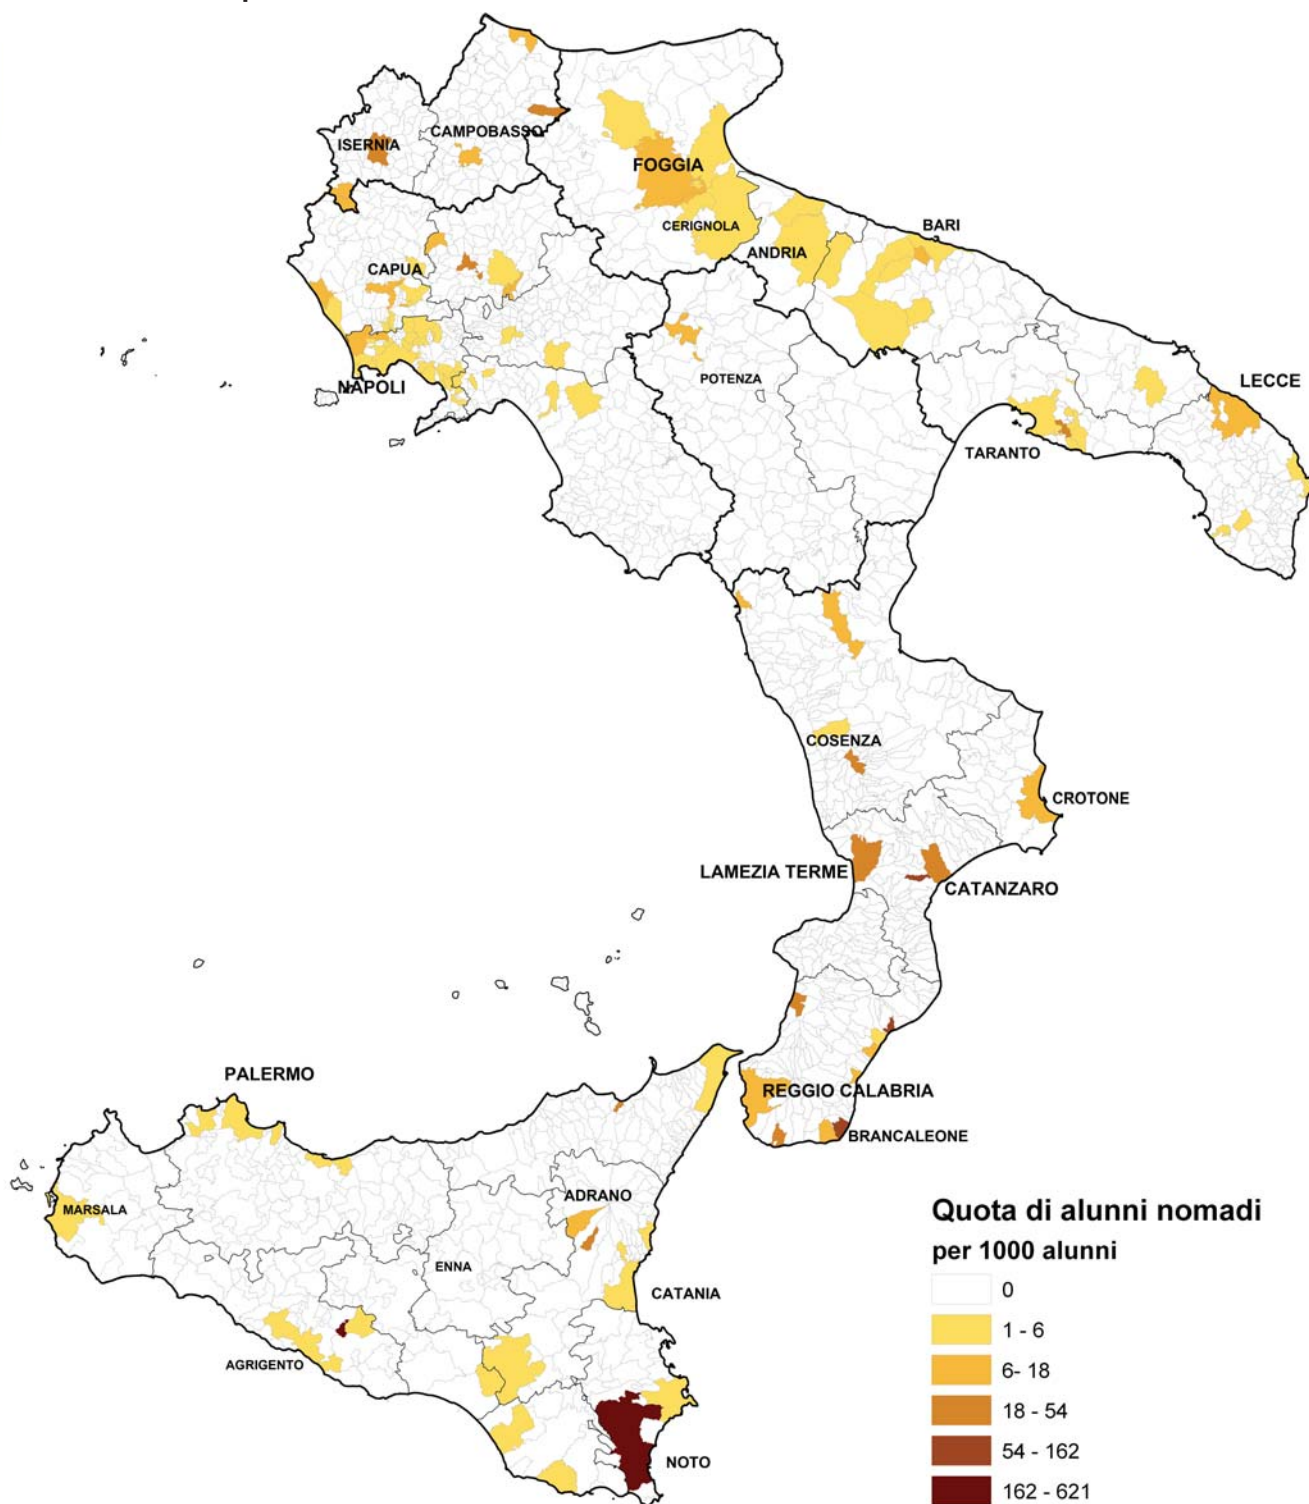 CAMPOBASSO
ISERNIA
FOGGIA
CERIGNOLA
BARI
ANDRIA
CAPUA
POTENZA
NAPOLI
LECCE
TARANTO
COSENZA
CROTONE
LAMEZIA TERME
CATANZARO
PALERMO
REGGIO CALABRIA
BRANCALEONE
ADRANO
MARSALA
ENNA
CATANIA
AGRIGENTO
NOTO
Quota di alunni nomadi
per 1000 alunni
0
1 - 6
6- 18
18 - 54
54 - 162
162 - 621